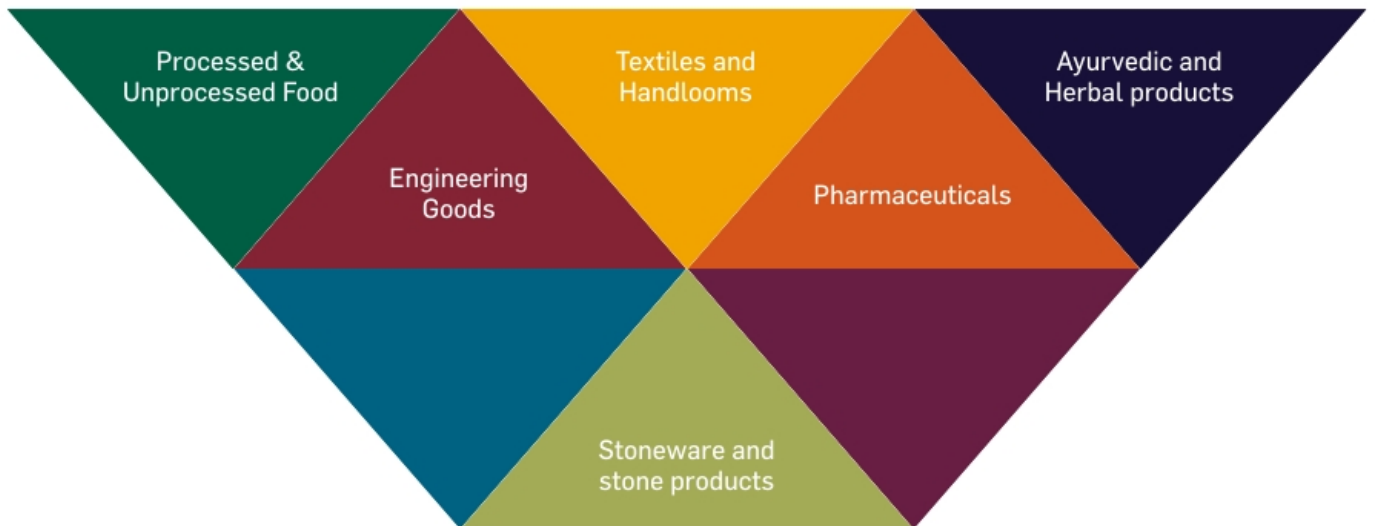 Processed &
Unprocessed Food
Textiles and
Handlooms
Ayurvedic and
Herbal products
Engineering
Goods
Pharmaceuticals
Stoneware and
stone products